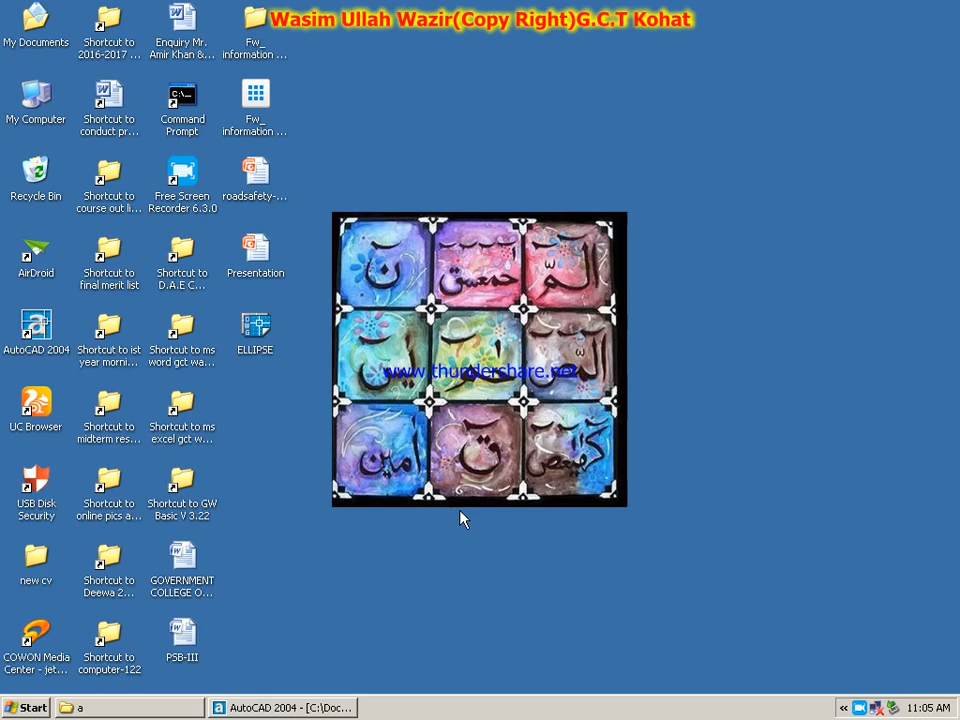 Wasim Ullah Wazir(Copy Right)G.C.T Kohat
My Documents
Shortcut to
2016-2017 ...
Enquiry Mr.
Amir Khan &...
Fw_
information ...
My Computer
Shortcut to
conduct pr...
Command
Prompt
Fw_
information ...
Recycle Bin
Shortcut to
course out li...
Free Screen
Recorder 6.3.0
roadsafety-...
AirDroid
Shortcut to
final merit list
Shortcut to
D.A.E C...
Presentation
AutoCAD 2004
Shortcut to ist
year morni...
Shortcut to ms
word gct wa...
ELLIPSE
UC Browser
Shortcut to
midterm res...
Shortcut to ms
excel gct w...
USB Disk
Security
Shortcut to
online pics a...
Shortcut to GW
Basic V 3.22
new cv
Shortcut to
Deewa 2...
GOVERNMENT
COLLEGE O...
COWON Media
Center - jet...
Shortcut to
computer-122
PSB-III
C:\...
الٓمّٓ حٰمٓعٓسٓقٓ نٓ
الٓمّٓصٓ الٓمٓرٰ یٰسٓ
www.thundershare.net
كٓهٰیٰعٓصٓ قٓ امین
Start
a
AutoCAD 2004 - [C:\Doc...
«
11:05 AM